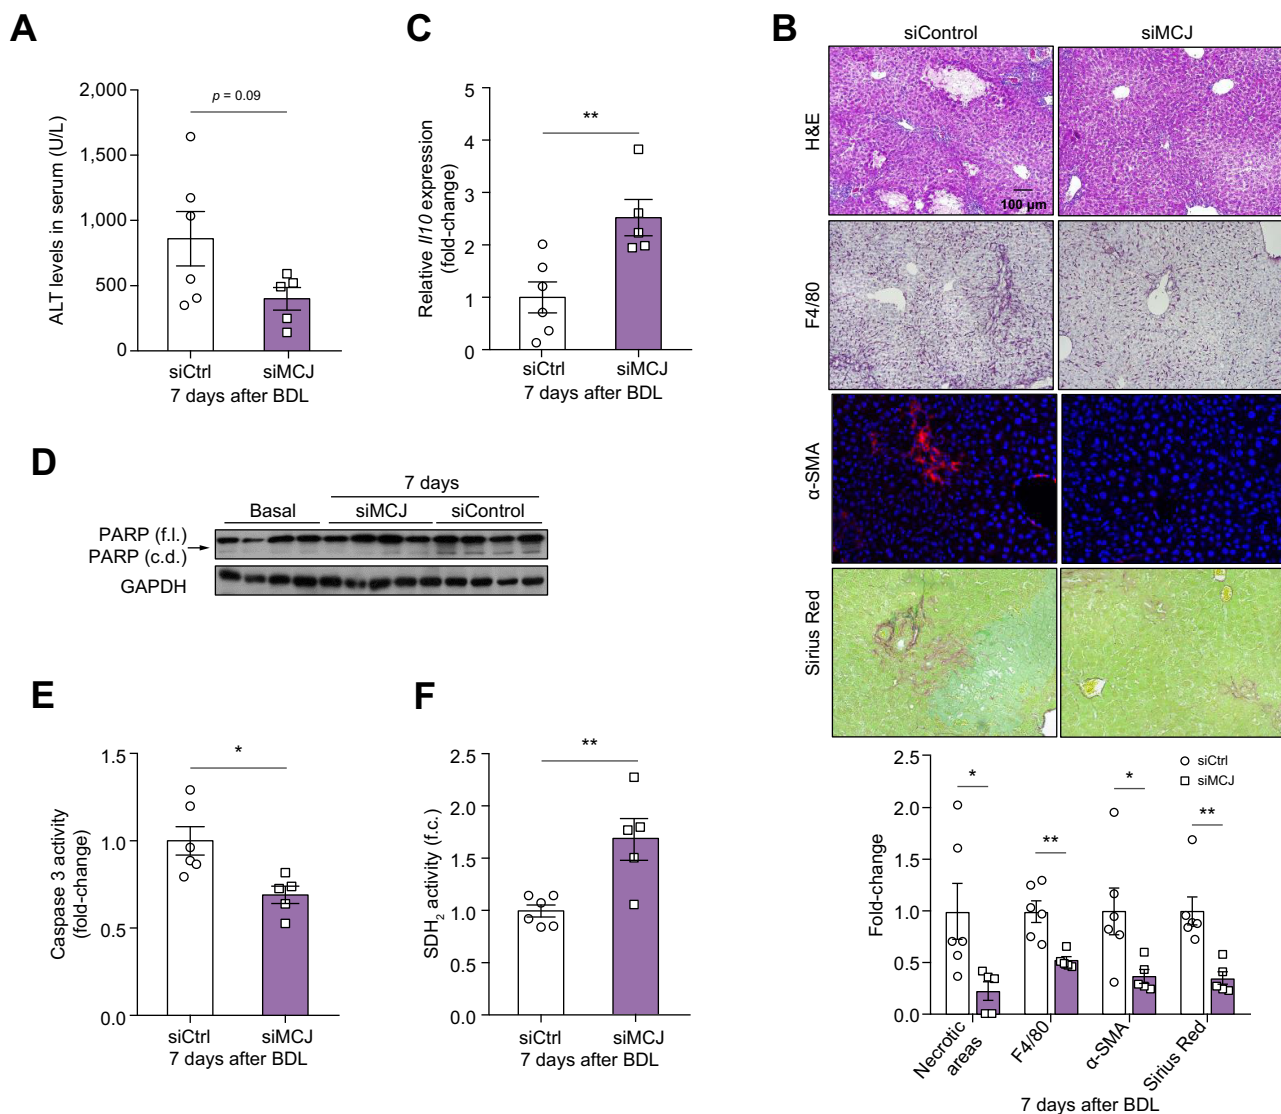 A
2,000
1,500
1,000
500
0
ALT levels in serum (U/L)
p = 0.09
siCtrl
siMCJ
7 days after BDL
C
5
4
3
2
1
0
Relative Il10 expression
(fold-change)
**
siCtrl
siMCJ
7 days after BDL
B
siControl
siMCJ
H&E
100 µm
F4/80
α-SMA
Sirius Red
2.5
2.0
1.5
1.0
0.5
0.0
Fold-change
siCtrl
siMCJ
*
**
*
**
Necrotic
areas
F4/80
α-SMA
Sirius Red
7 days after BDL
D
7 days
Basal
siMCJ
siControl
PARP (f.l.)
PARP (c.d.)
GAPDH
E
1.5
1.0
0.5
0.0
Caspase 3 activity
(fold-change)
*
siCtrl
siMCJ
7 days after BDL
F
2.5
2.0
1.5
1.0
0.5
0.0
SDH₂ activity (f.c.)
**
siCtrl
siMCJ
7 days after BDL